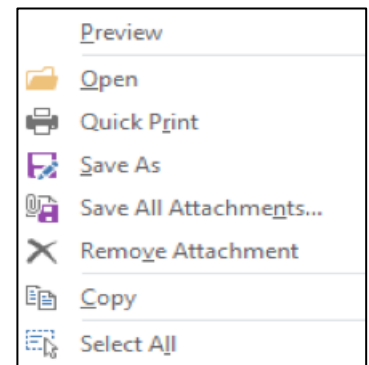 Preview
Open
Quick Print
Save As
Save All Attachments...
Remove Attachment
Copy
Select All